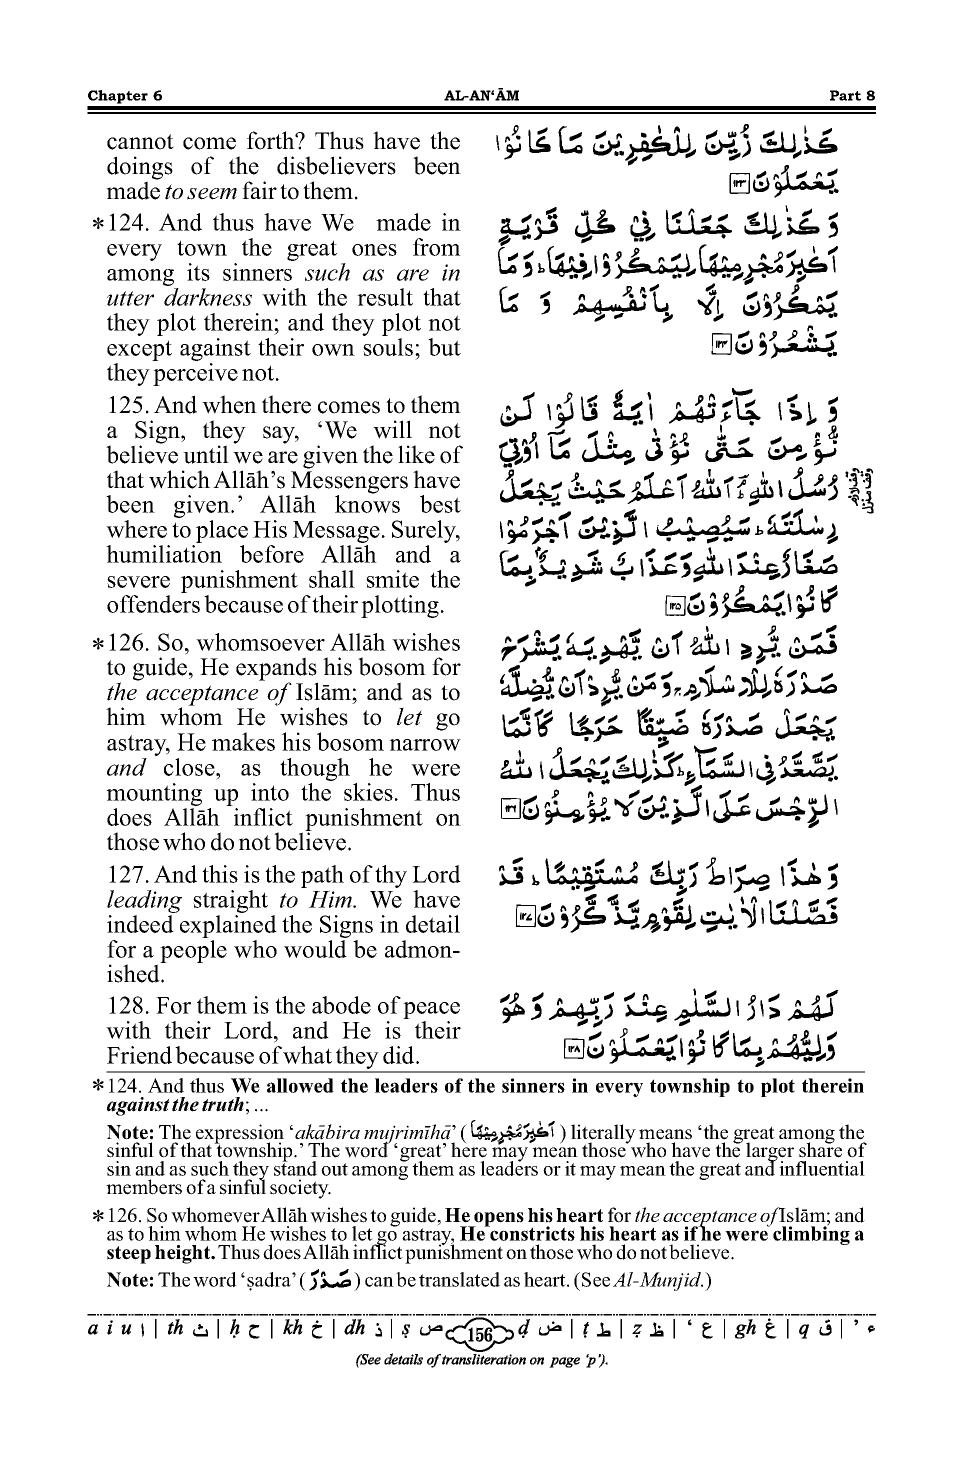 Chapter 6 AL-AN‘ĀM Part 8
cannot come forth? Thus have the
doings of the disbelievers been
made to seem fair to them.
*124. And thus have We made in
every town the great ones from
among its sinners such as are in
utter darkness with the result that
they plot therein; and they plot not
except against their own souls; but
they perceive not.
125. And when there comes to them
a Sign, they say, ‘We will not
believe until we are given the like of
that which Allāh’s Messengers have
been given.’ Allāh knows best
where to place His Message. Surely,
humiliation before Allāh and a
severe punishment shall smite the
offenders because of their plotting.
*126. So, whomsoever Allāh wishes
to guide, He expands his bosom for
the acceptance of Islām; and as to
him whom He wishes to let go
astray, He makes his bosom narrow
and close, as though he were
mounting up into the skies. Thus
does Allāh inflict punishment on
those who do not believe.
127. And this is the path of thy Lord
leading straight to Him. We have
indeed explained the Signs in detail
for a people who would be admon-
ished.
128. For them is the abode of peace
with their Lord, and He is their
Friend because of what they did.
كَذٰلِكَ زُيِّنَ لِلْكٰفِرِيْنَ مَا كَانُوْا
يَعْمَلُوْنَ ﴿۱۲۳﴾
وَ كَذٰلِكَ جَعَلْنَا فِيْ كُلِّ قَرْيَةٍ
اَكٰبِرَ مُجْرِمِيْهَا لِيَمْكُرُوْا فِيْهَا ؕ وَ مَا
يَمْكُرُوْنَ اِلَّا بِاَنْفُسِهِمْ وَ مَا
يَشْعُرُوْنَ ﴿۱۲۴﴾
وَ اِذَا جَآءَتْهُمْ اٰيَةٌ قَالُوْا لَنْ
نُّؤْمِنَ حَتّٰى نُؤْتٰى مِثْلَ مَاۤ اُوْتِيَ
رُسُلُ اللّٰهِ ؔۘ اَللّٰهُ اَعْلَمُ حَيْثُ يَجْعَلُ
رِسٰلَتَهٗ ؕ سَيُصِيْبُ الَّذِيْنَ اَجْرَمُوْا
صَغَارٌ عِنْدَ اللّٰهِ وَ عَذَابٌ شَدِيْدٌۢ بِمَا
كَانُوْا يَمْكُرُوْنَ ﴿۱۲۵﴾
فَمَنْ يُّرِدِ اللّٰهُ اَنْ يَّهْدِيَهٗ يَشْرَحْ
صَدْرَهٗ لِلْاِسْلَامِ ۚ وَ مَنْ يُّرِدْ اَنْ يُّضِلَّهٗ
يَجْعَلْ صَدْرَهٗ ضَيِّقًا حَرَجًا كَاَنَّمَا
يَصَّعَّدُ فِي السَّمَآءِ ؕ كَذٰلِكَ يَجْعَلُ اللّٰهُ
الرِّجْسَ عَلَى الَّذِيْنَ لَا يُؤْمِنُوْنَ ﴿۱۲۶﴾
وَ هٰذَا صِرَاطُ رَبِّكَ مُسْتَقِيْمًا ؕ قَدْ
فَصَّلْنَا الْاٰيٰتِ لِقَوْمٍ يَّذَّكَّرُوْنَ ﴿۱۲۷﴾
لَهُمْ دَارُ السَّلٰمِ عِنْدَ رَبِّهِمْ وَ هُوَ
وَلِيُّهُمْ بِمَا كَانُوْا يَعْمَلُوْنَ ﴿۱۲۸﴾
*124. And thus We allowed the leaders of the sinners in every township to plot therein
against the truth; ...
Note: The expression ‘akābira mujrimīhā’ ( اَكٰبِرَ مُجْرِمِيْهَا ) literally means ‘the great among the
sinful of that township.’ The word ‘great’ here may mean those who have the larger share of
sin and as such they stand out among them as leaders or it may mean the great and influential
members of a sinful society.
*126. So whomever Allāh wishes to guide, He opens his heart for the acceptance of Islām; and
as to him whom He wishes to let go astray, He constricts his heart as if he were climbing a
steep height. Thus does Allāh inflict punishment on those who do not believe.
Note: The word ‘ṣadra’ ( صَدْرَ ) can be translated as heart. (See Al-Munjid.)
a i u ا | th ث | ḥ ح | kh خ | dh ذ | ṣ ص 156 ḍ ض | ṭ ط | ẓ ظ | ‘ ع | gh غ | q ق | ’ ء
(See details of transliteration on page ‘p’).